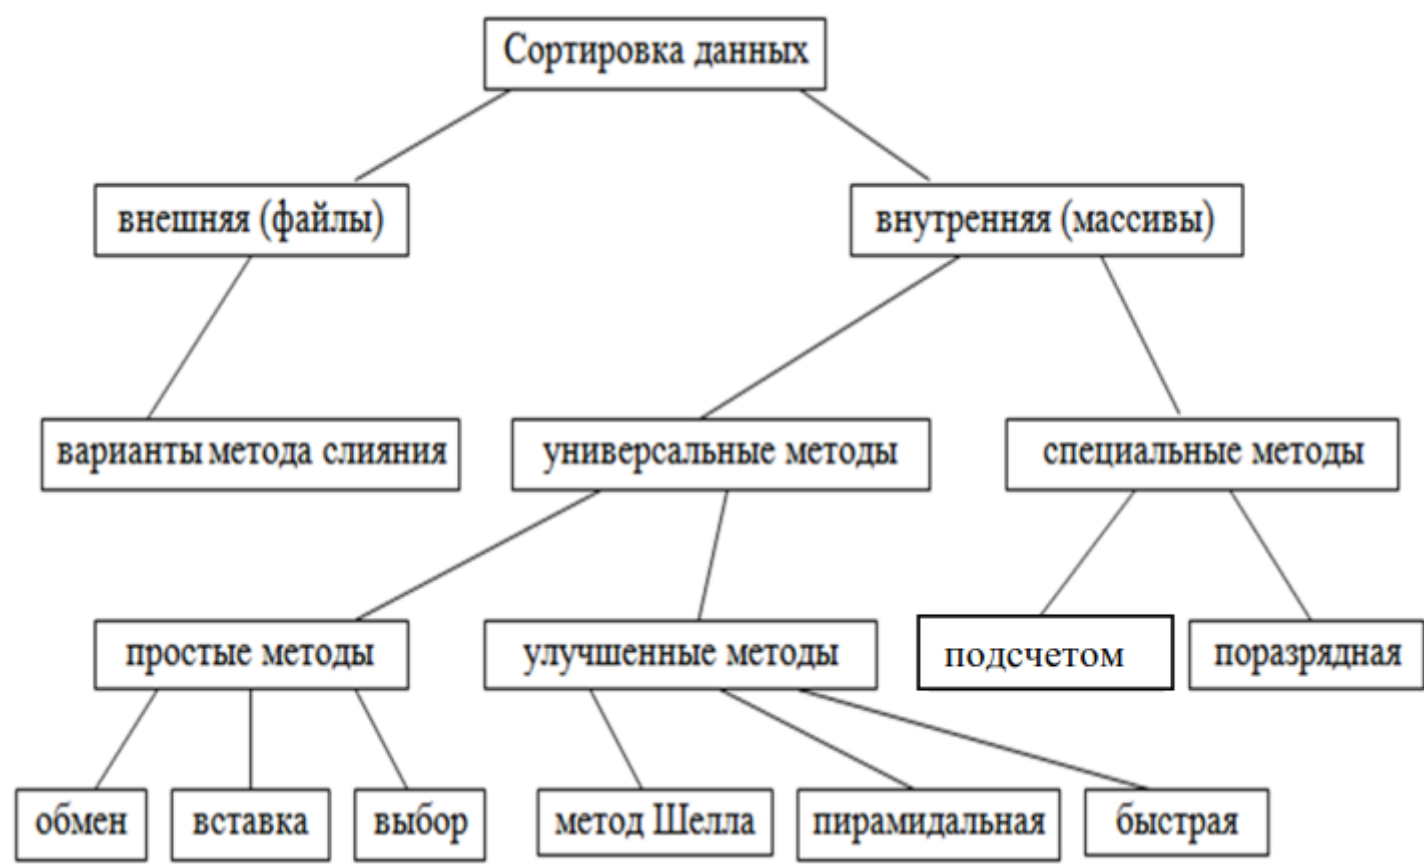 Сортировка данных
внешняя (файлы)
внутренняя (массивы)
варианты метода слияния
универсальные методы
специальные методы
простые методы
улучшенные методы
подсчетом
поразрядная
обмен
вставка
выбор
метод Шелла
пирамидальная
быстрая